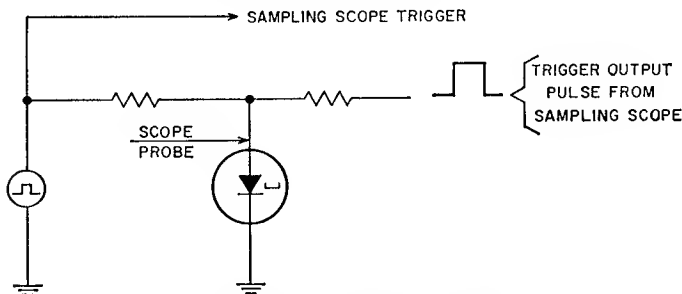 SAMPLING SCOPE TRIGGER
TRIGGER OUTPUT
PULSE FROM
SAMPLING SCOPE
SCOPE
PROBE